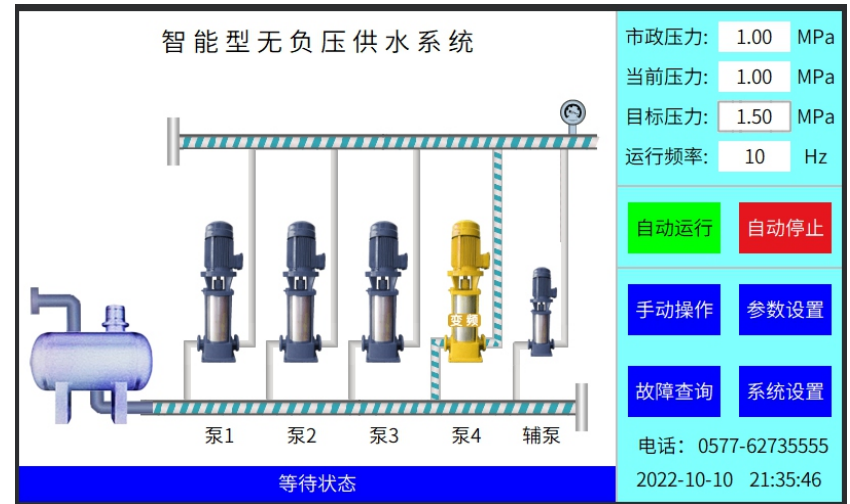 智能型无负压供水系统
市政压力: 1.00 MPa
当前压力: 1.00 MPa
目标压力: 1.50 MPa
运行频率: 10 Hz
自动运行 自动停止
手动操作 参数设置
变频
故障查询 系统设置
泵1 泵2 泵3 泵4 辅泵
电话: 0577-62735555
等待状态
2022-10-10 21:35:46